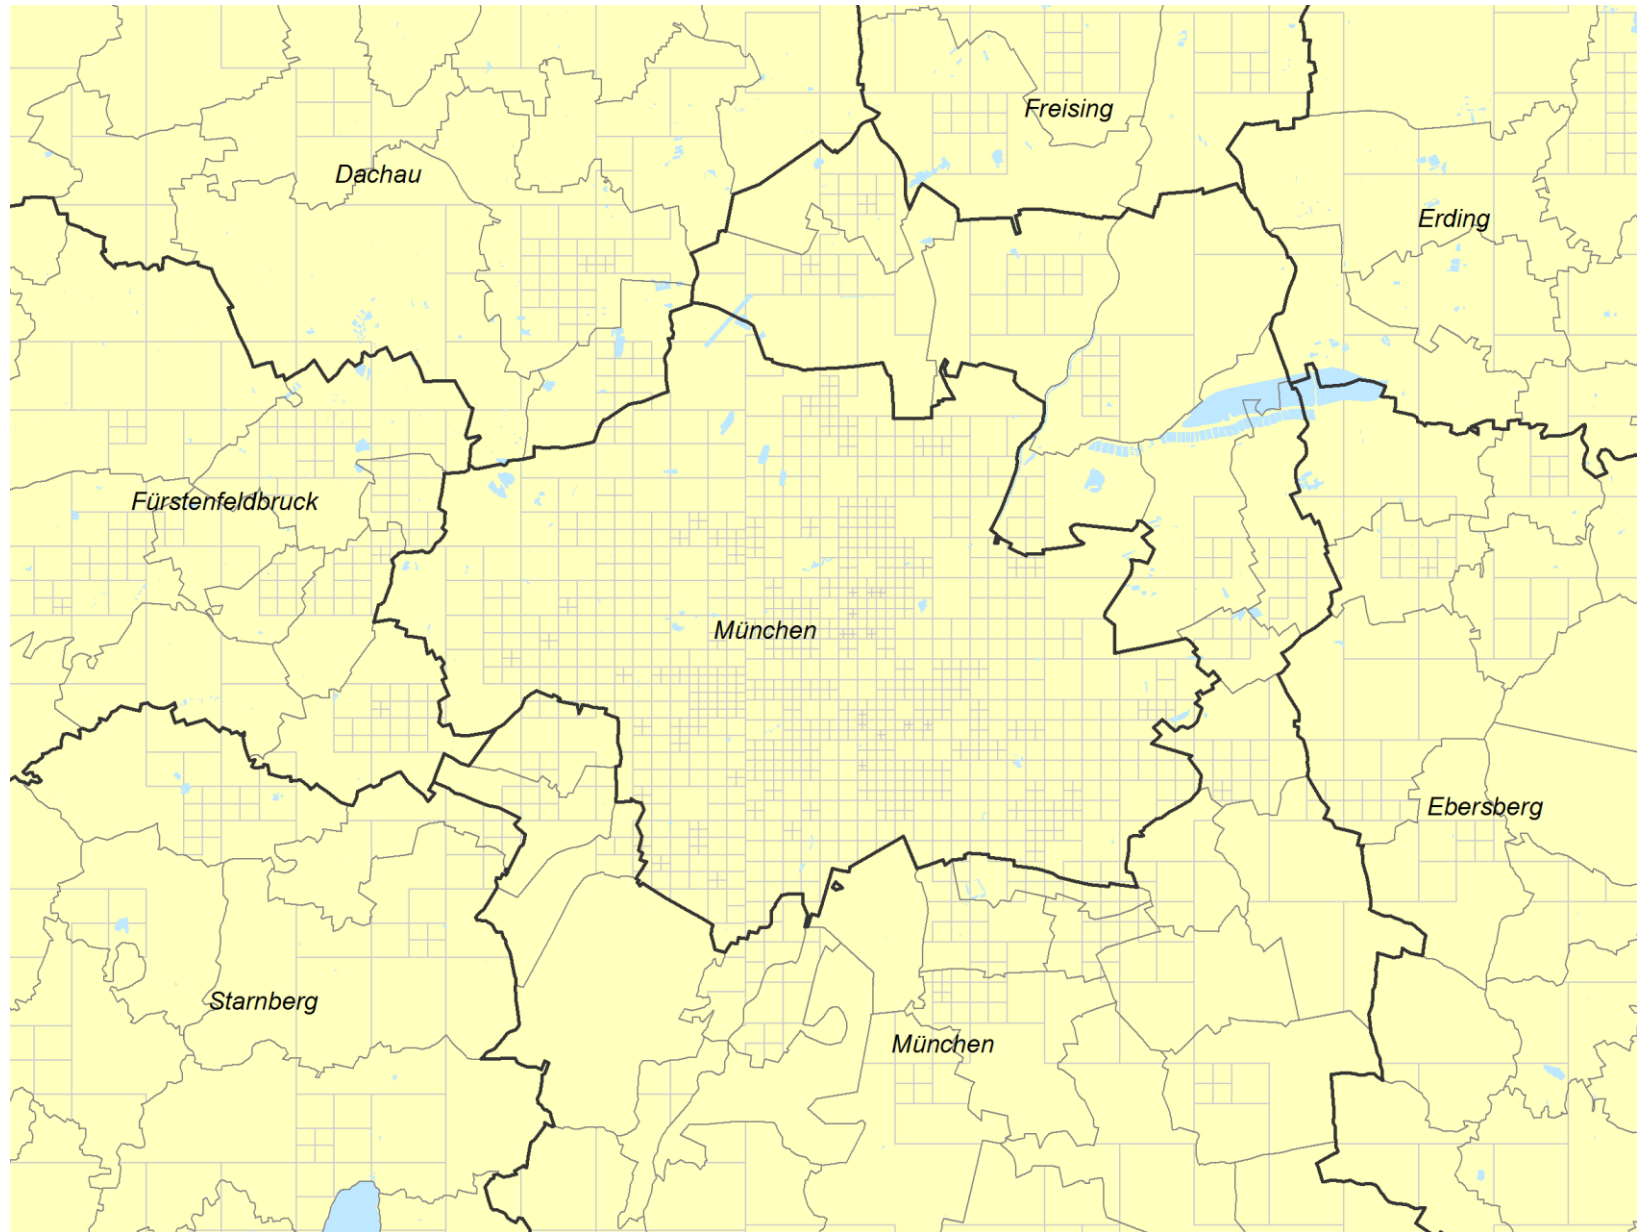 Freising
Dachau
Erding
Fürstenfeldbruck
München
Ebersberg
Starnberg
München